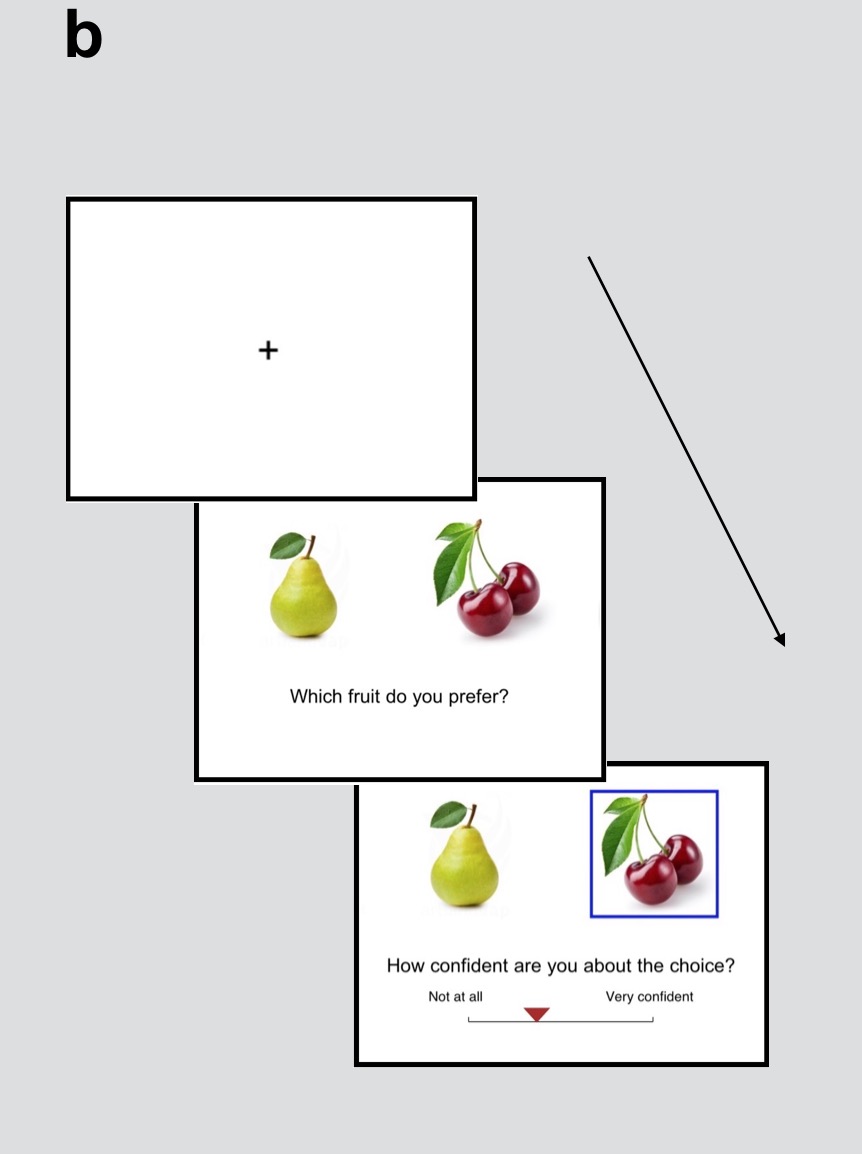 b
+
Which fruit do you prefer?
How confident are you about the choice?
Not at all Very confident